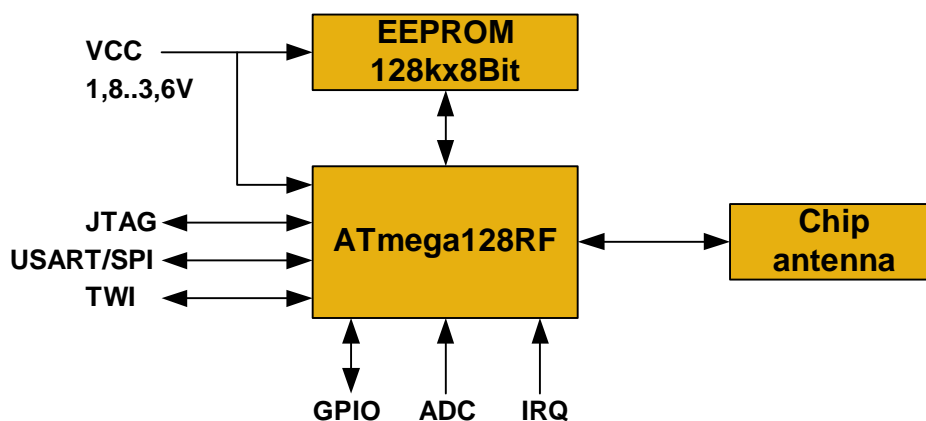 VCC
1,8..3,6V
EEPROM
128kx8Bit
JTAG
USART/SPI
TWI
ATmega128RF
Chip
antenna
GPIO
ADC
IRQ